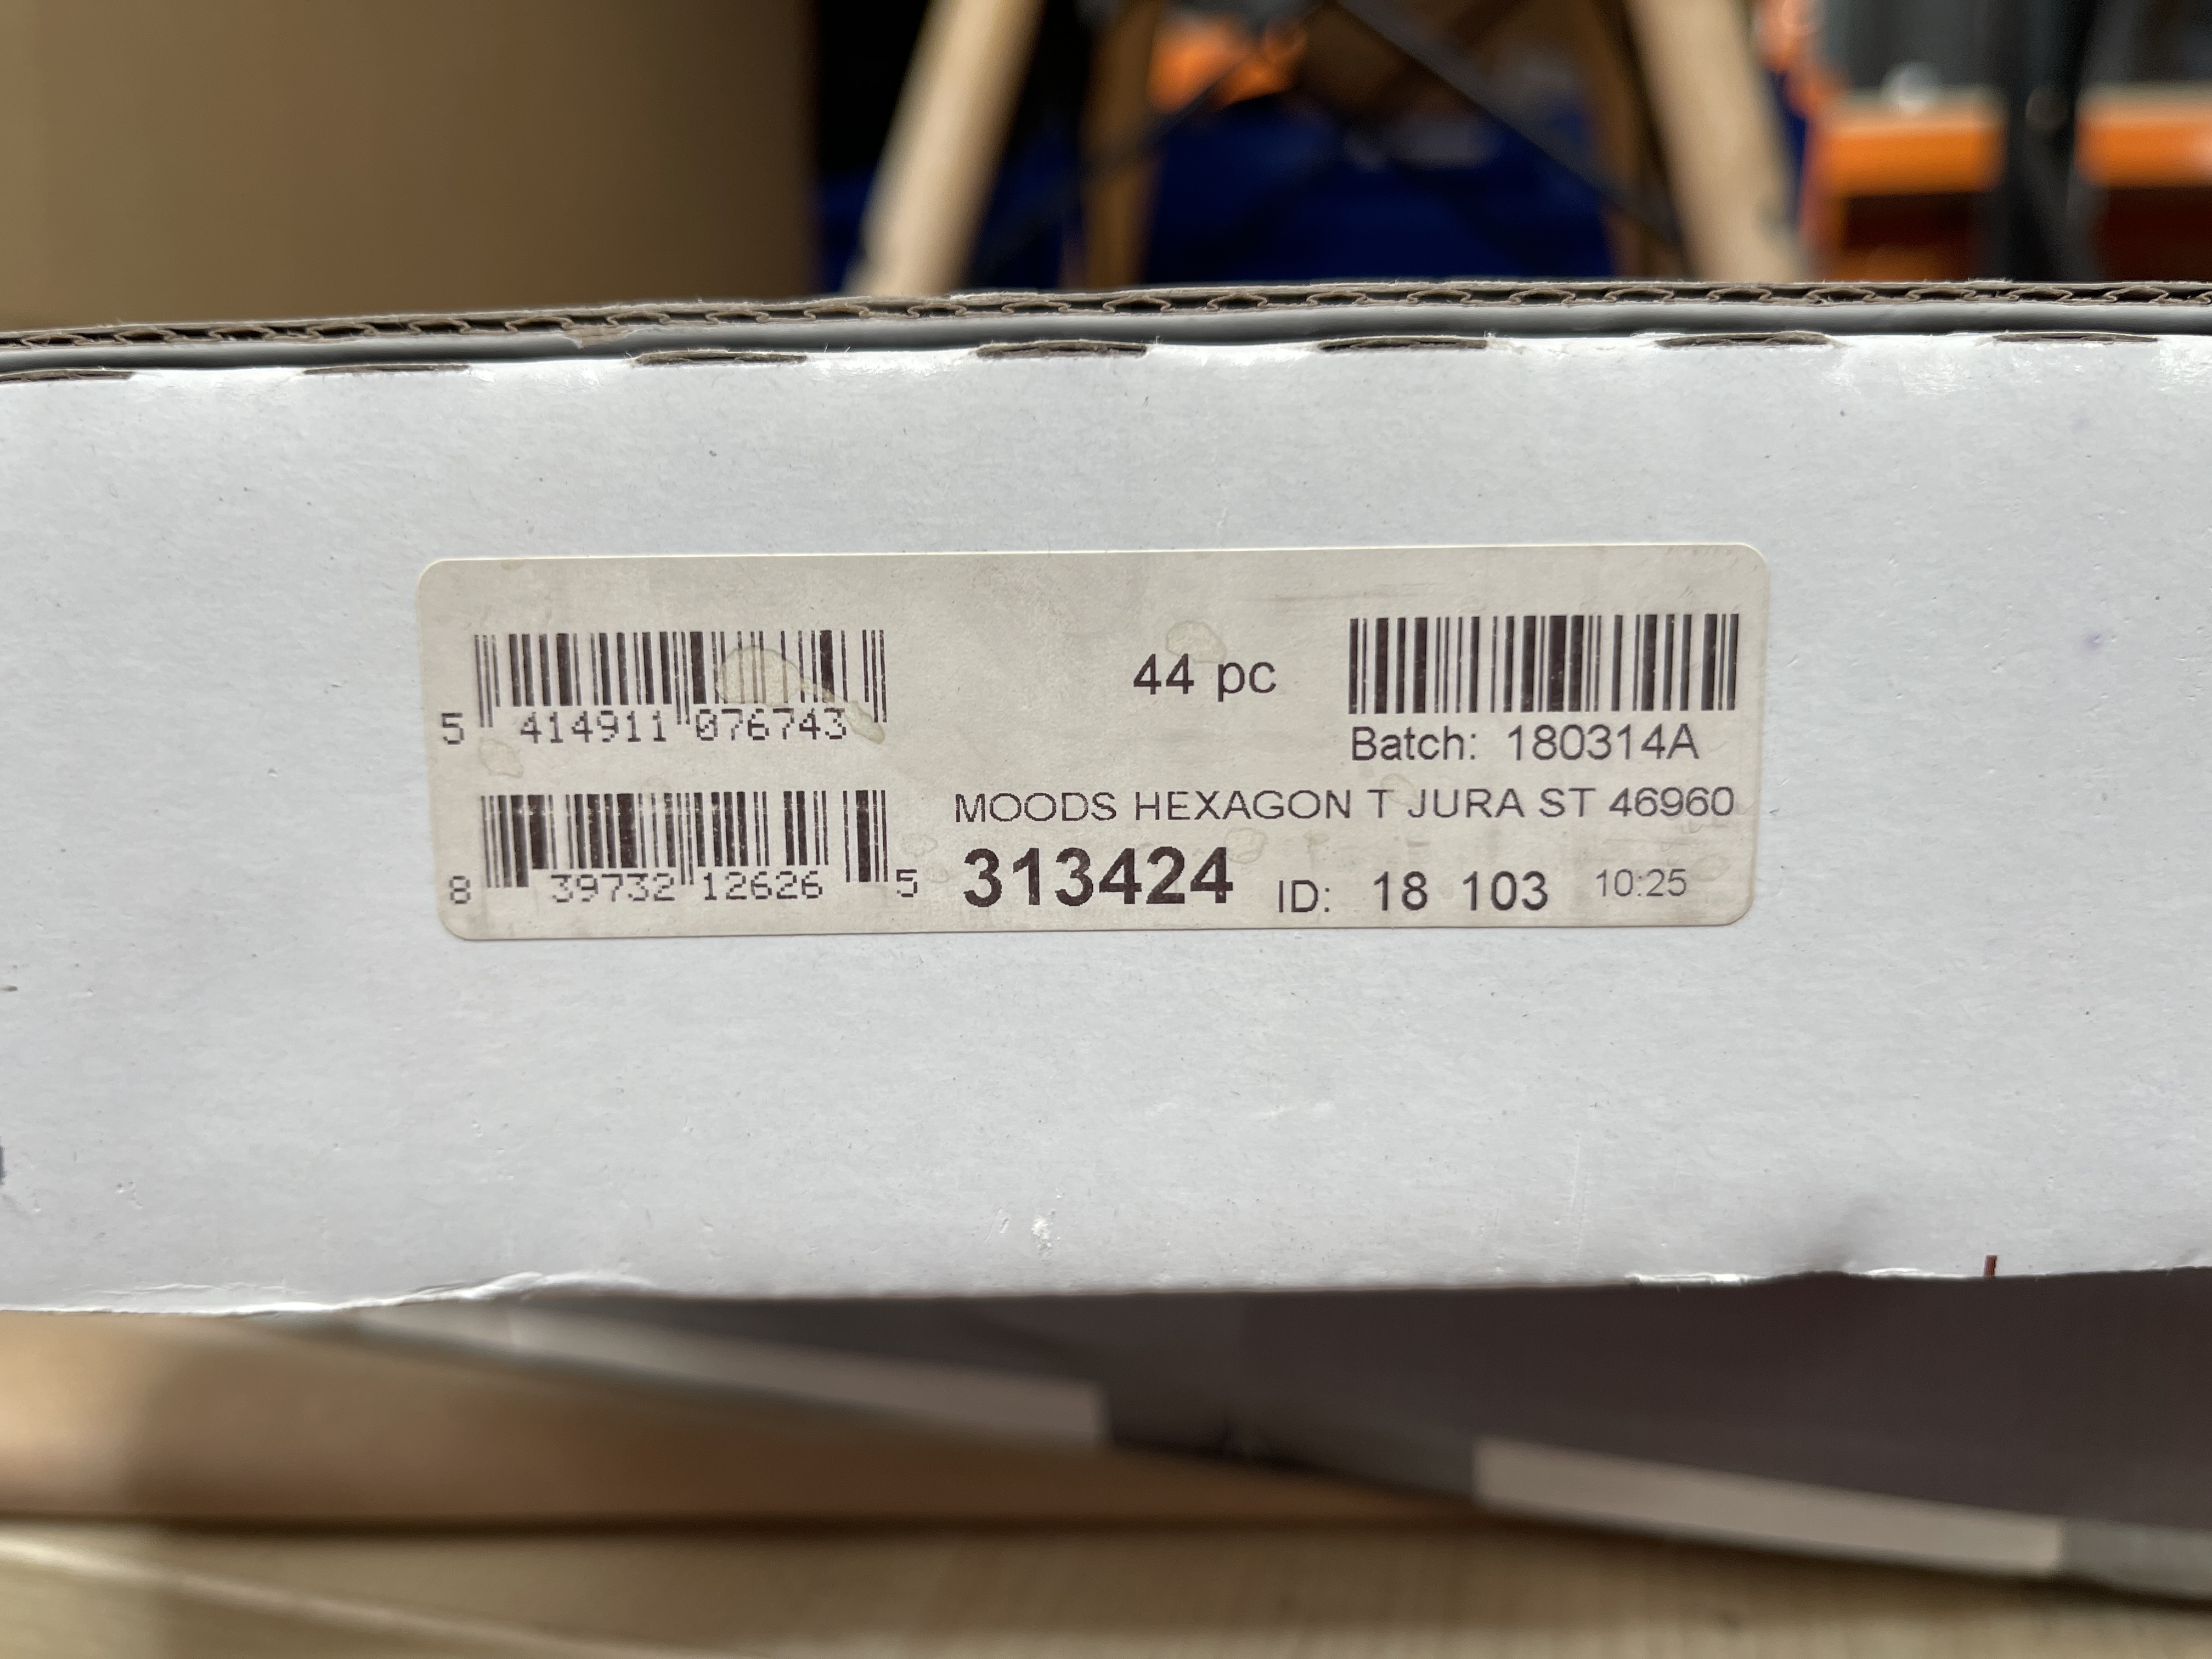 5 414911 076743
44 pc
Batch: 180314A
MOODS HEXAGON T JURA ST 46960
8 39732 12626 5
313424 ID: 18 103 10:25